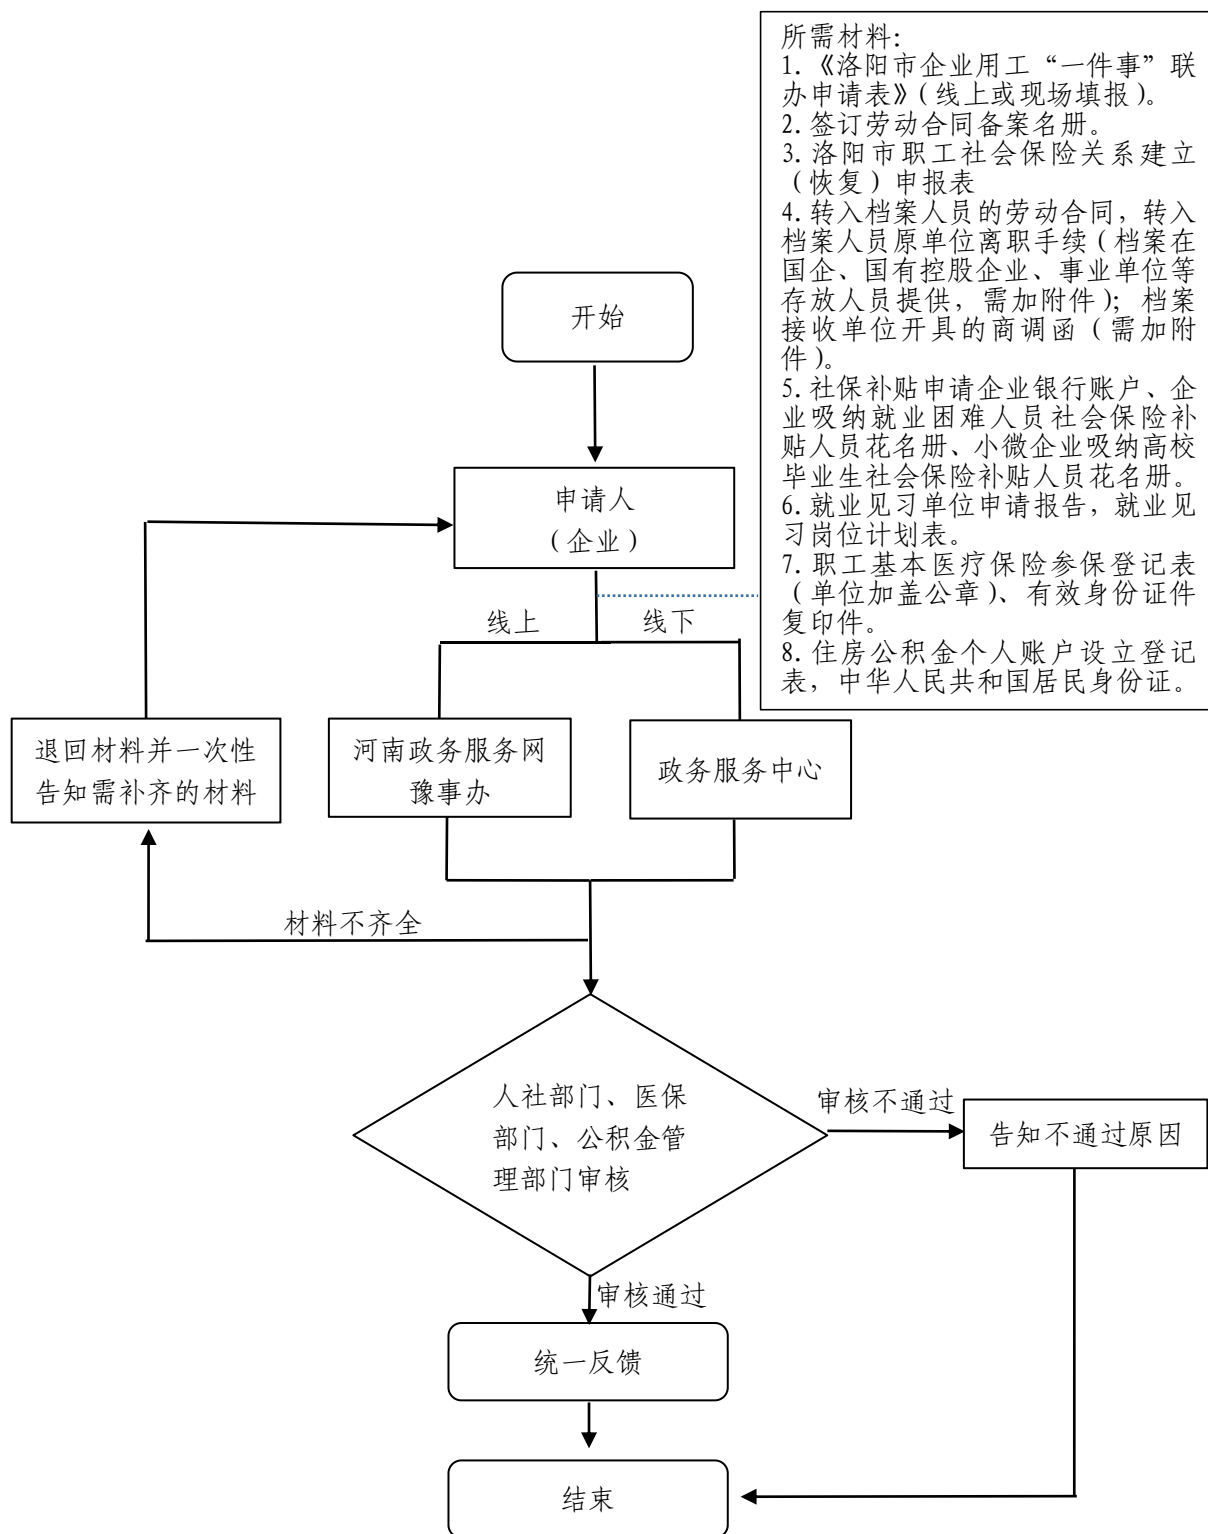 所需材料：
1.《洛阳市企业用工“一件事”联
办申请表》（线上或现场填报）。
2.签订劳动合同备案名册。
3.洛阳市职工社会保险关系建立
（恢复）申报表
4.转入档案人员的劳动合同，转入
档案人员原单位离职手续（档案在
国企、国有控股企业、事业单位等
存放人员提供，需加附件）；档案
接收单位开具的商调函（需加附
件）。
5.社保补贴申请企业银行账户、企
业吸纳就业困难人员社会保险补
贴人员花名册、小微企业吸纳高校
毕业生社会保险补贴人员花名册。
6.就业见习单位申请报告，就业见
习岗位计划表。
7.职工基本医疗保险参保登记表
（单位加盖公章）、有效身份证件
复印件。
8.住房公积金个人账户设立登记
表，中华人民共和国居民身份证。
开始
申请人
（企业）
线上
线下
退回材料并一次性
告知需补齐的材料
河南政务服务网
豫事办
政务服务中心
材料不齐全
人社部门、医保
部门、公积金管
理部门审核
审核不通过
告知不通过原因
审核通过
统一反馈
结束